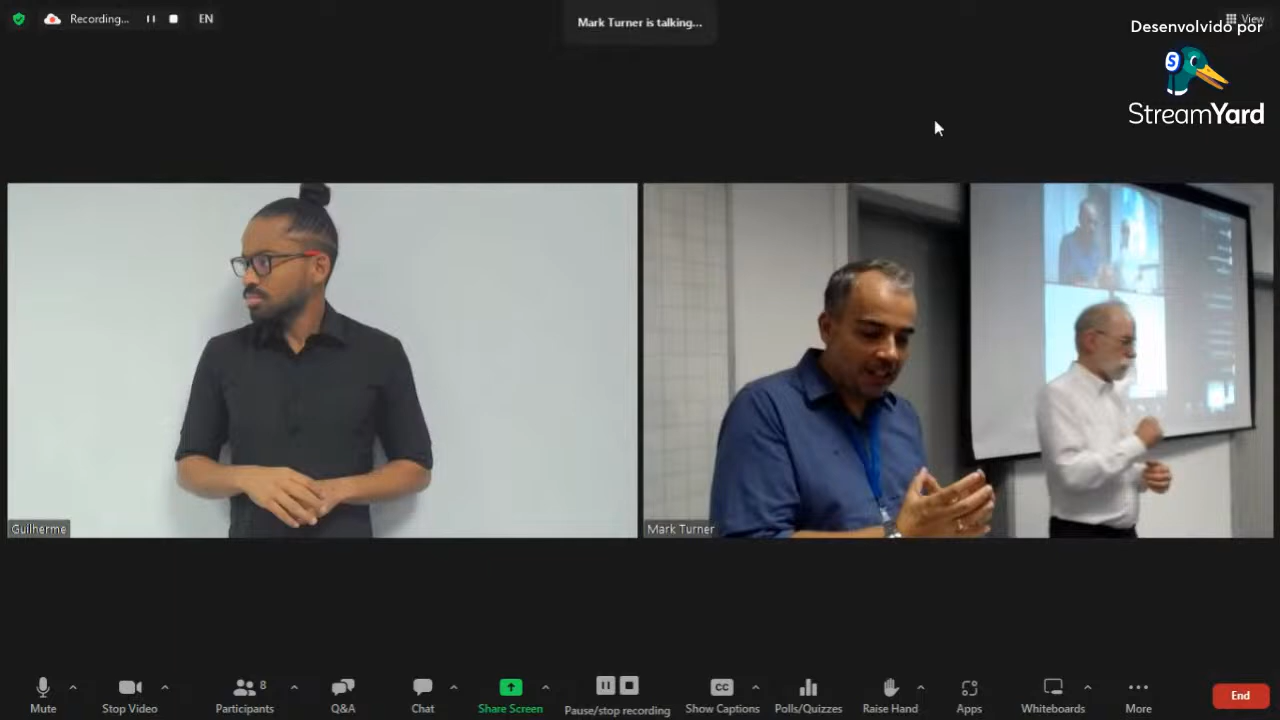 Recording...
EN
Mark Turner is talking...
View
Desenvolvido por
S
StreamYard
Guilherme
Mark Turner
Mute
Stop Video
Participants
8
Q&A
Chat
Share Screen
Pause/stop recording
CC
Show Captions
Polls/Quizzes
Raise Hand
Apps
Whiteboards
More
End